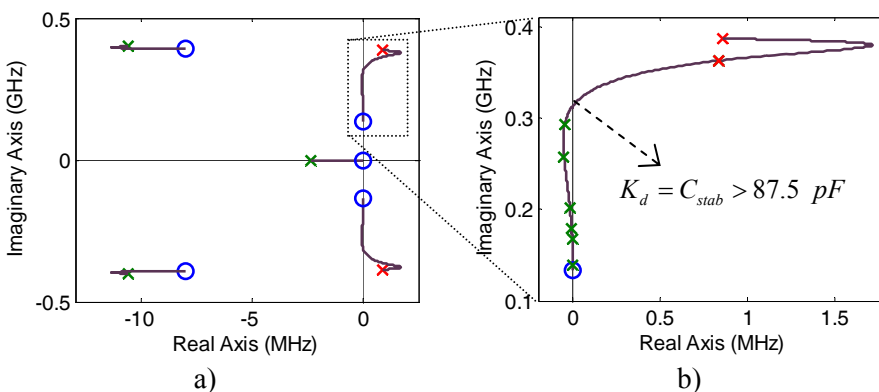 0.5
0
-0.5
Imaginary Axis (GHz)
-10
-5
0
Real Axis (MHz)
a)
0.4
0.3
0.2
0.1
Imaginary Axis (GHz)
K_d = C_stab > 87.5 pF
0
0.5
1
1.5
Real Axis (MHz)
b)